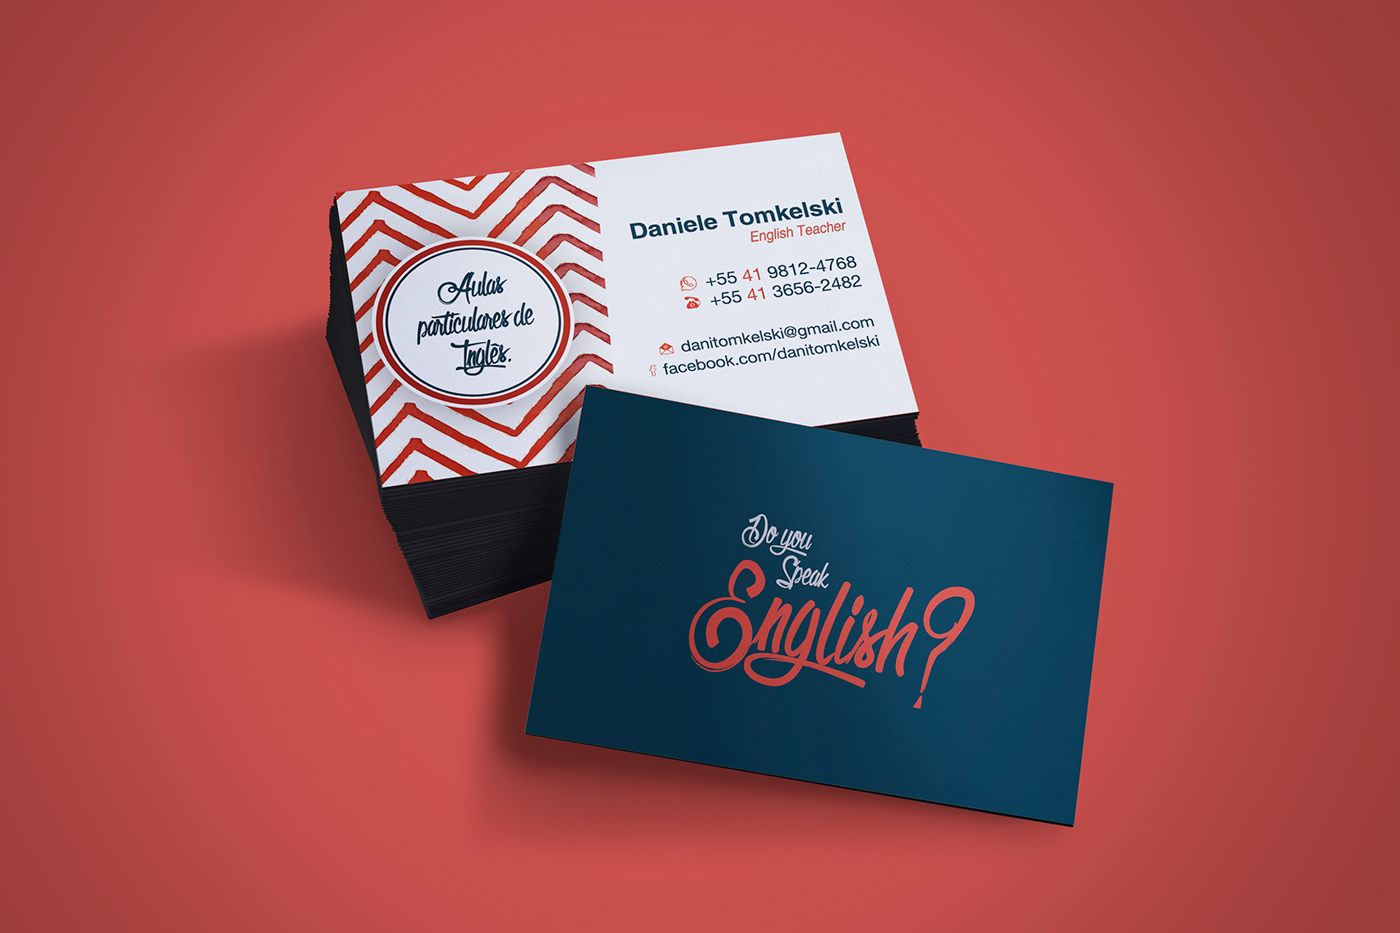 Aulas
particulares de
Inglês.
Daniele Tomkelski
English Teacher
+55 41 9812-4768
+55 41 3656-2482
danitomkelski@gmail.com
facebook.com/danitomkelski
Do you
Speak
English?